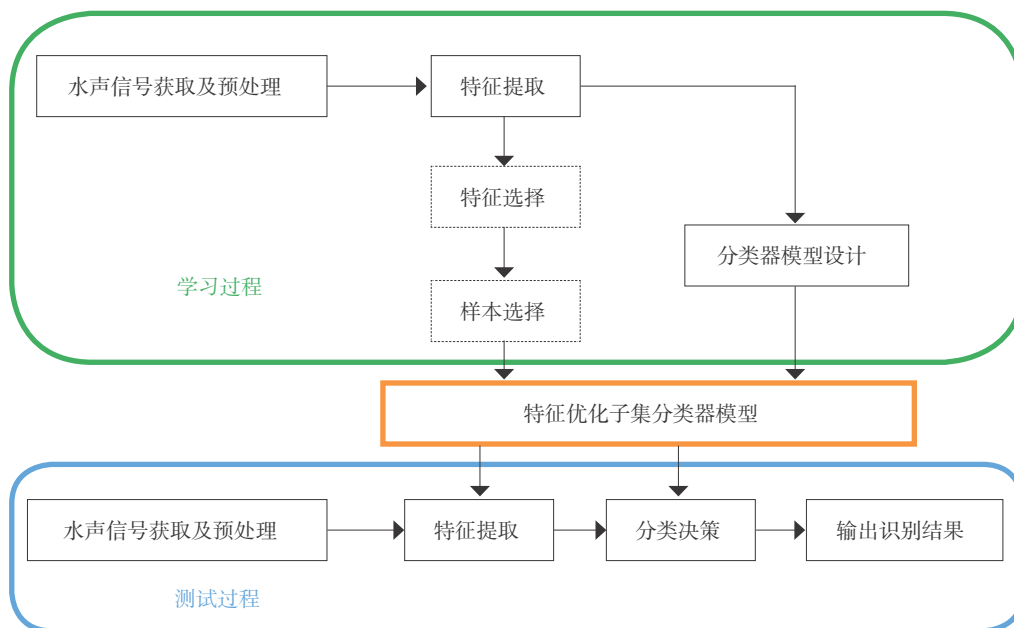 水声信号获取及预处理
特征提取
特征选择
分类器模型设计
学习过程
样本选择
特征优化子集分类器模型
水声信号获取及预处理
特征提取
分类决策
输出识别结果
测试过程